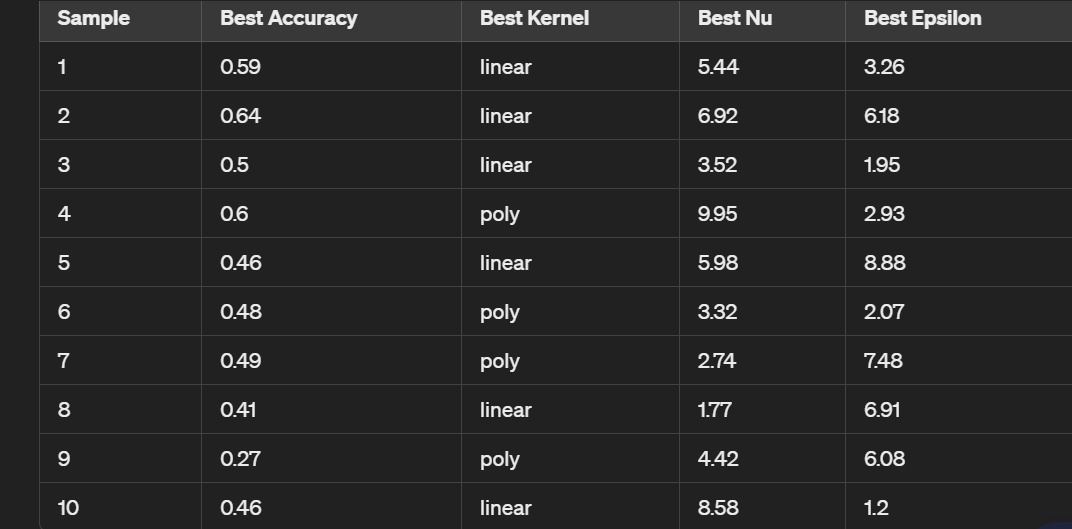 Sample Best Accuracy Best Kernel Best Nu Best Epsilon
1 0.59 linear 5.44 3.26
2 0.64 linear 6.92 6.18
3 0.5 linear 3.52 1.95
4 0.6 poly 9.95 2.93
5 0.46 linear 5.98 8.88
6 0.48 poly 3.32 2.07
7 0.49 poly 2.74 7.48
8 0.41 linear 1.77 6.91
9 0.27 poly 4.42 6.08
10 0.46 linear 8.58 1.2